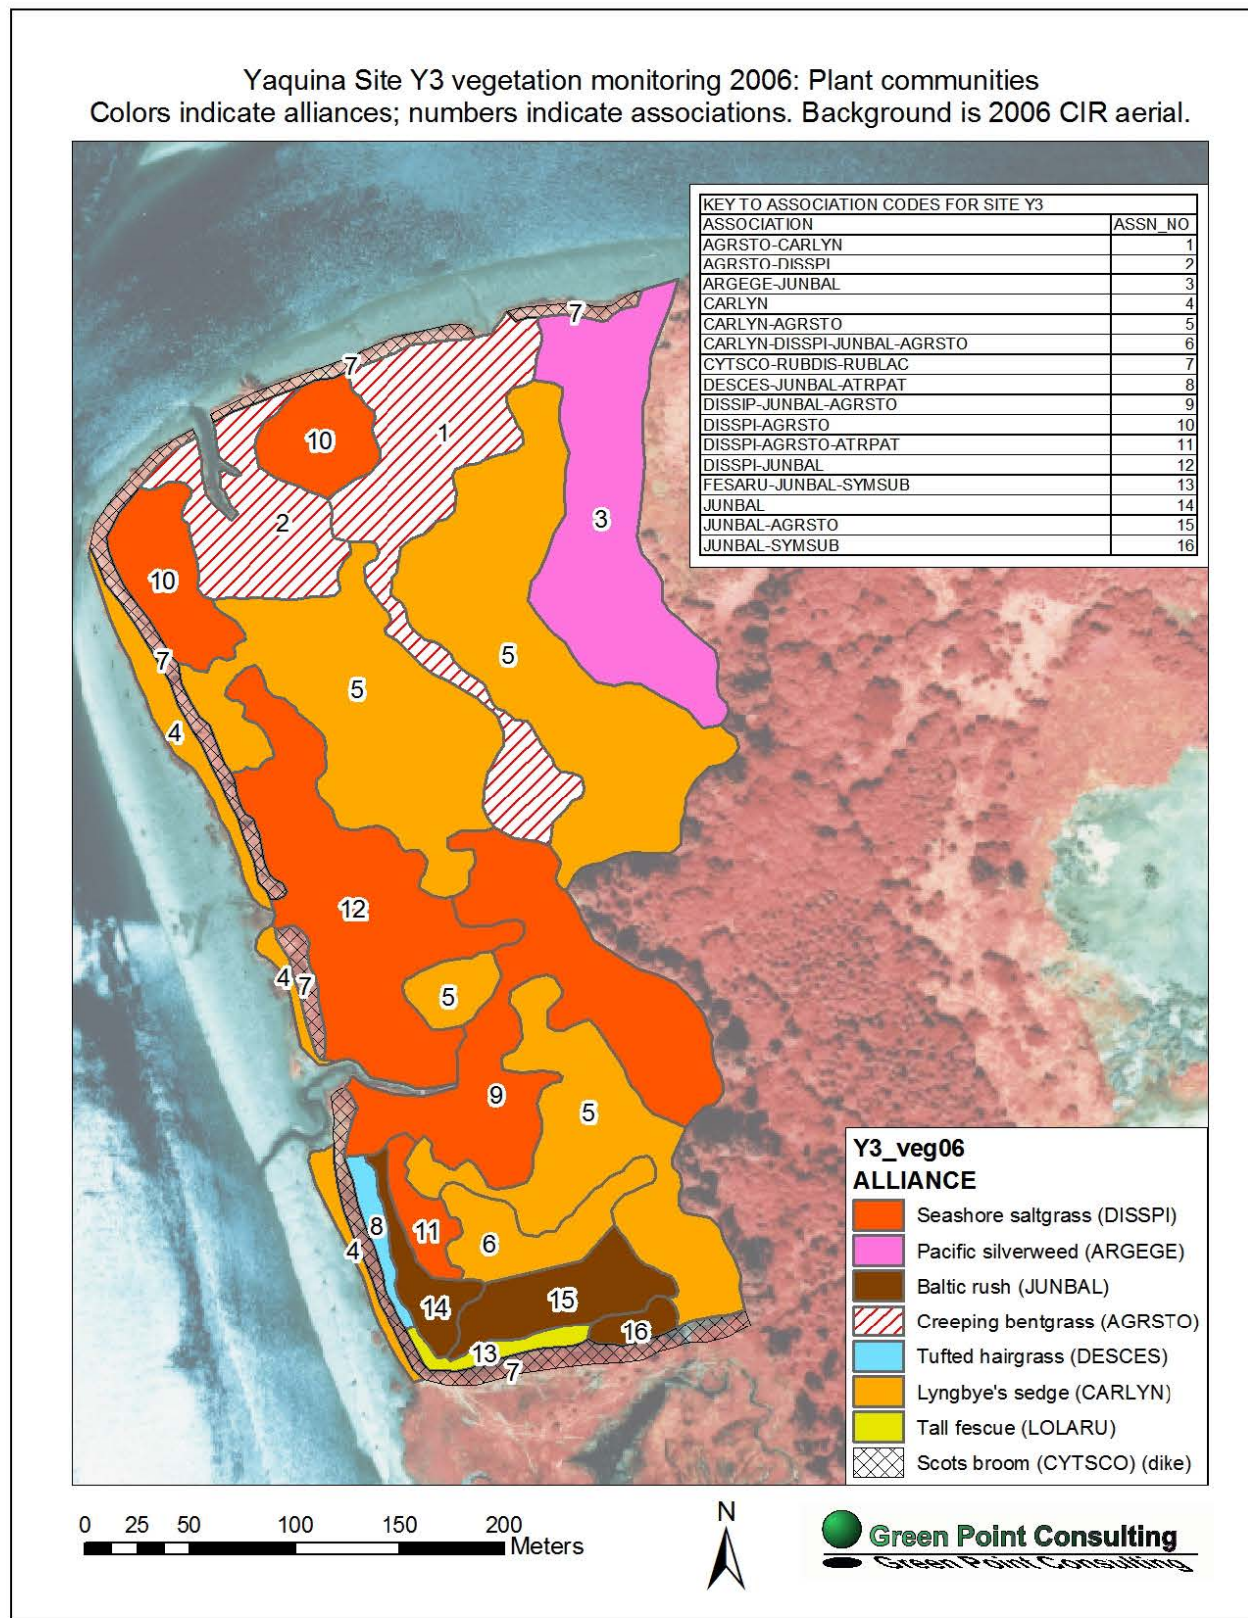 Yaquina Site Y3 vegetation monitoring 2006: Plant communities
Colors indicate alliances; numbers indicate associations. Background is 2006 CIR aerial.
KEY TO ASSOCIATION CODES FOR SITE Y3
ASSOCIATION ASSN_NO
AGRSTO-CARLYN 1
AGRSTO-DISSPI 2
ARGEGE-JUNBAL 3
CARLYN 4
CARLYN-AGRSTO 5
CARLYN-DISSPI-JUNBAL-AGRSTO 6
CYTSCO-RUBDIS-RUBLAC 7
DESCES-JUNBAL-ATRPAT 8
DISSIP-JUNBAL-AGRSTO 9
DISSPI-AGRSTO 10
DISSPI-AGRSTO-ATRPAT 11
DISSPI-JUNBAL 12
FESARU-JUNBAL-SYMSUB 13
JUNBAL 14
JUNBAL-AGRSTO 15
JUNBAL-SYMSUB 16
7
7
10
1
2
3
10
7
5
5
4
12
4
7
5
9
5
8
11
6
4
14
15
16
13
7
Y3_veg06
ALLIANCE
Seashore saltgrass (DISSPI)
Pacific silverweed (ARGEGE)
Baltic rush (JUNBAL)
Creeping bentgrass (AGRSTO)
Tufted hairgrass (DESCES)
Lyngbye's sedge (CARLYN)
Tall fescue (LOLARU)
Scots broom (CYTSCO) (dike)
0 25 50 100 150 200
Meters
N
Green Point Consulting
Green Point Consulting